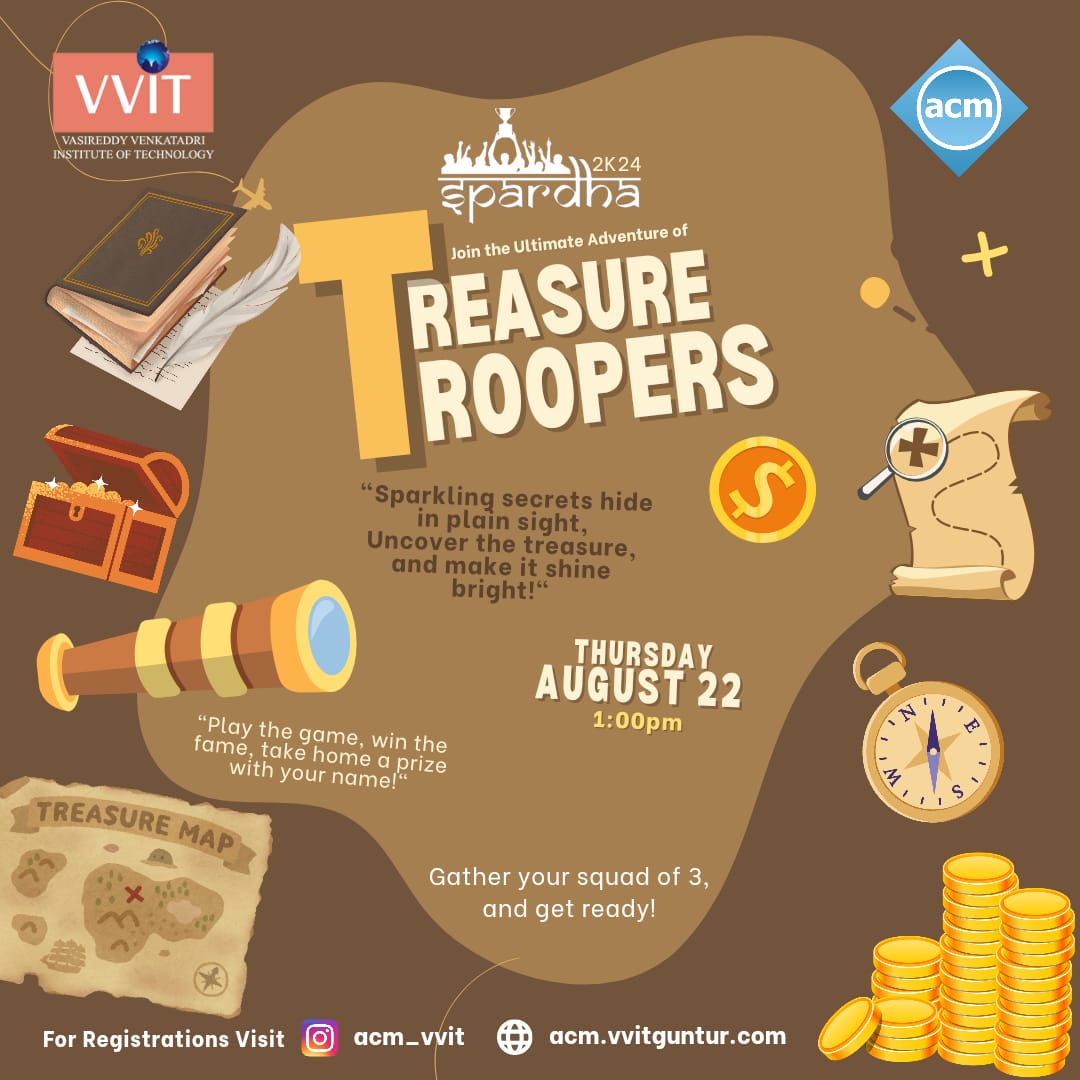 VVIT
VASIREDDY VENKATADRI
INSTITUTE OF TECHNOLOGY
acm
2K24
spardha
Join the Ultimate Adventure of
TREASURE
TROOPERS
“Sparkling secrets hide
in plain sight,
Uncover the treasure,
and make it shine
bright!“
THURSDAY
AUGUST 22
1:00pm
“Play the game, win the
fame, take home a prize
with your name!“
N
E
W
S
TREASURE MAP
Gather your squad of 3,
and get ready!
For Registrations Visit
acm_vvit
acm.vvitguntur.com